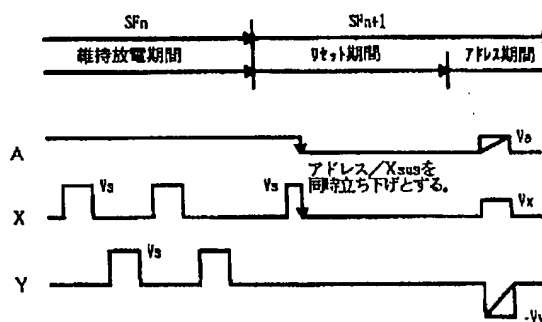 SFn SFn+1
維持放電期間 リセット期間 アドレス期間
A Va
アドレス/Xsusを
同時立ち下げとする。
X Vs Vs Vx
Y Vs -Vy